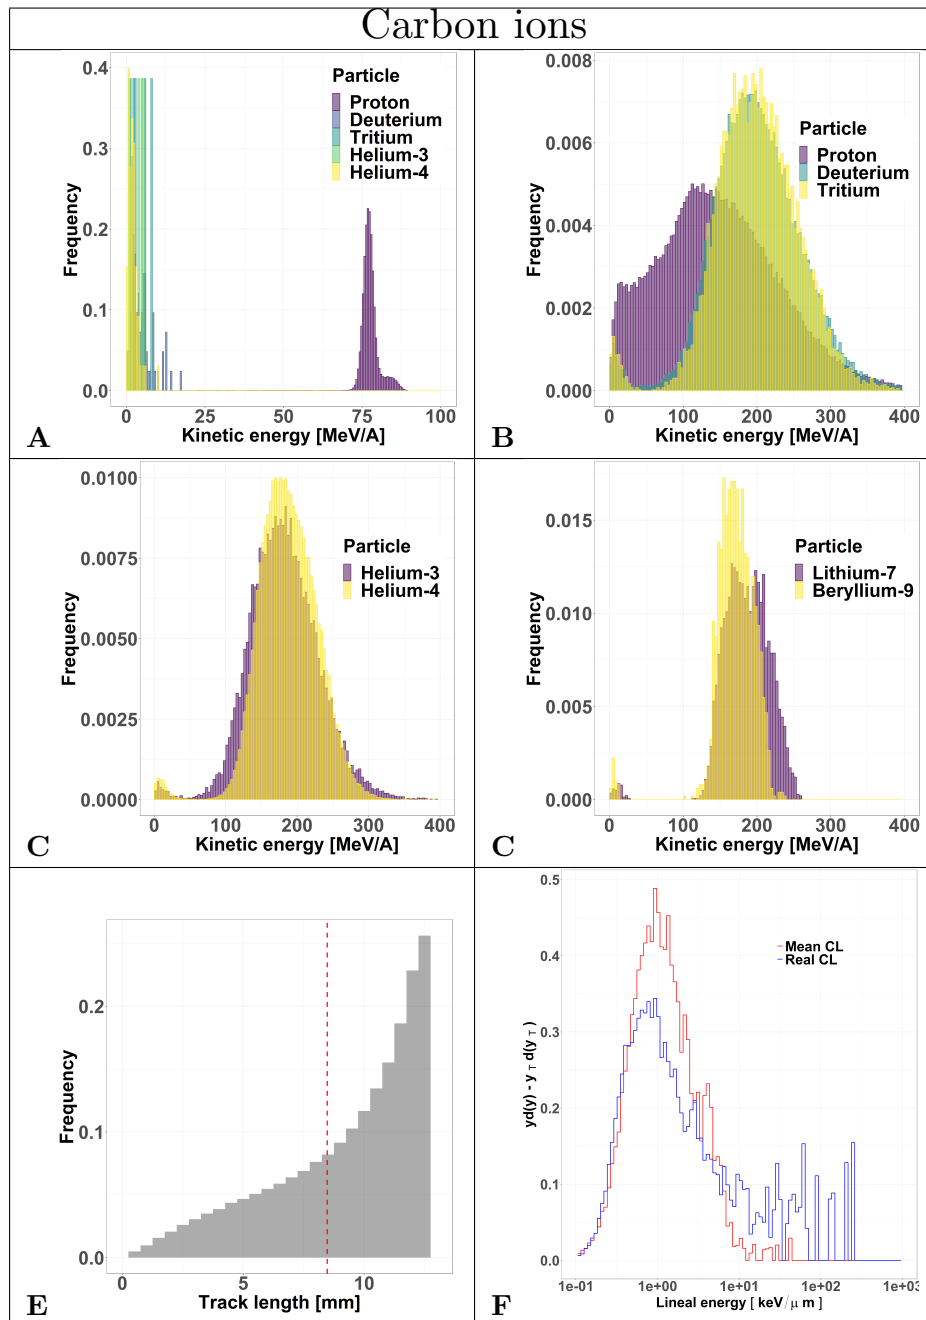 Carbon ions
Particle
Proton
Deuterium
Tritium
Helium-3
Helium-4
Frequency
0.4
0.3
0.2
0.1
0.0
0 25 50 75 100
Kinetic energy [MeV/A]
A
Particle
Proton
Deuterium
Tritium
Frequency
0.008
0.006
0.004
0.002
0.000
0 100 200 300 400
Kinetic energy [MeV/A]
B
Particle
Helium-3
Helium-4
Frequency
0.0100
0.0075
0.0050
0.0025
0.0000
0 100 200 300 400
Kinetic energy [MeV/A]
C
Particle
Lithium-7
Beryllium-9
Frequency
0.015
0.010
0.005
0.000
0 100 200 300 400
Kinetic energy [MeV/A]
C
Frequency
0.2
0.1
0.0
0 5 10
Track length [mm]
E
Mean CL
Real CL
yd(y) - y T d(y T )
0.5
0.4
0.3
0.2
0.1
0.0
1e-01 1e+00 1e+01 1e+02 1e+03
Lineal energy [ keV/μ m ]
F